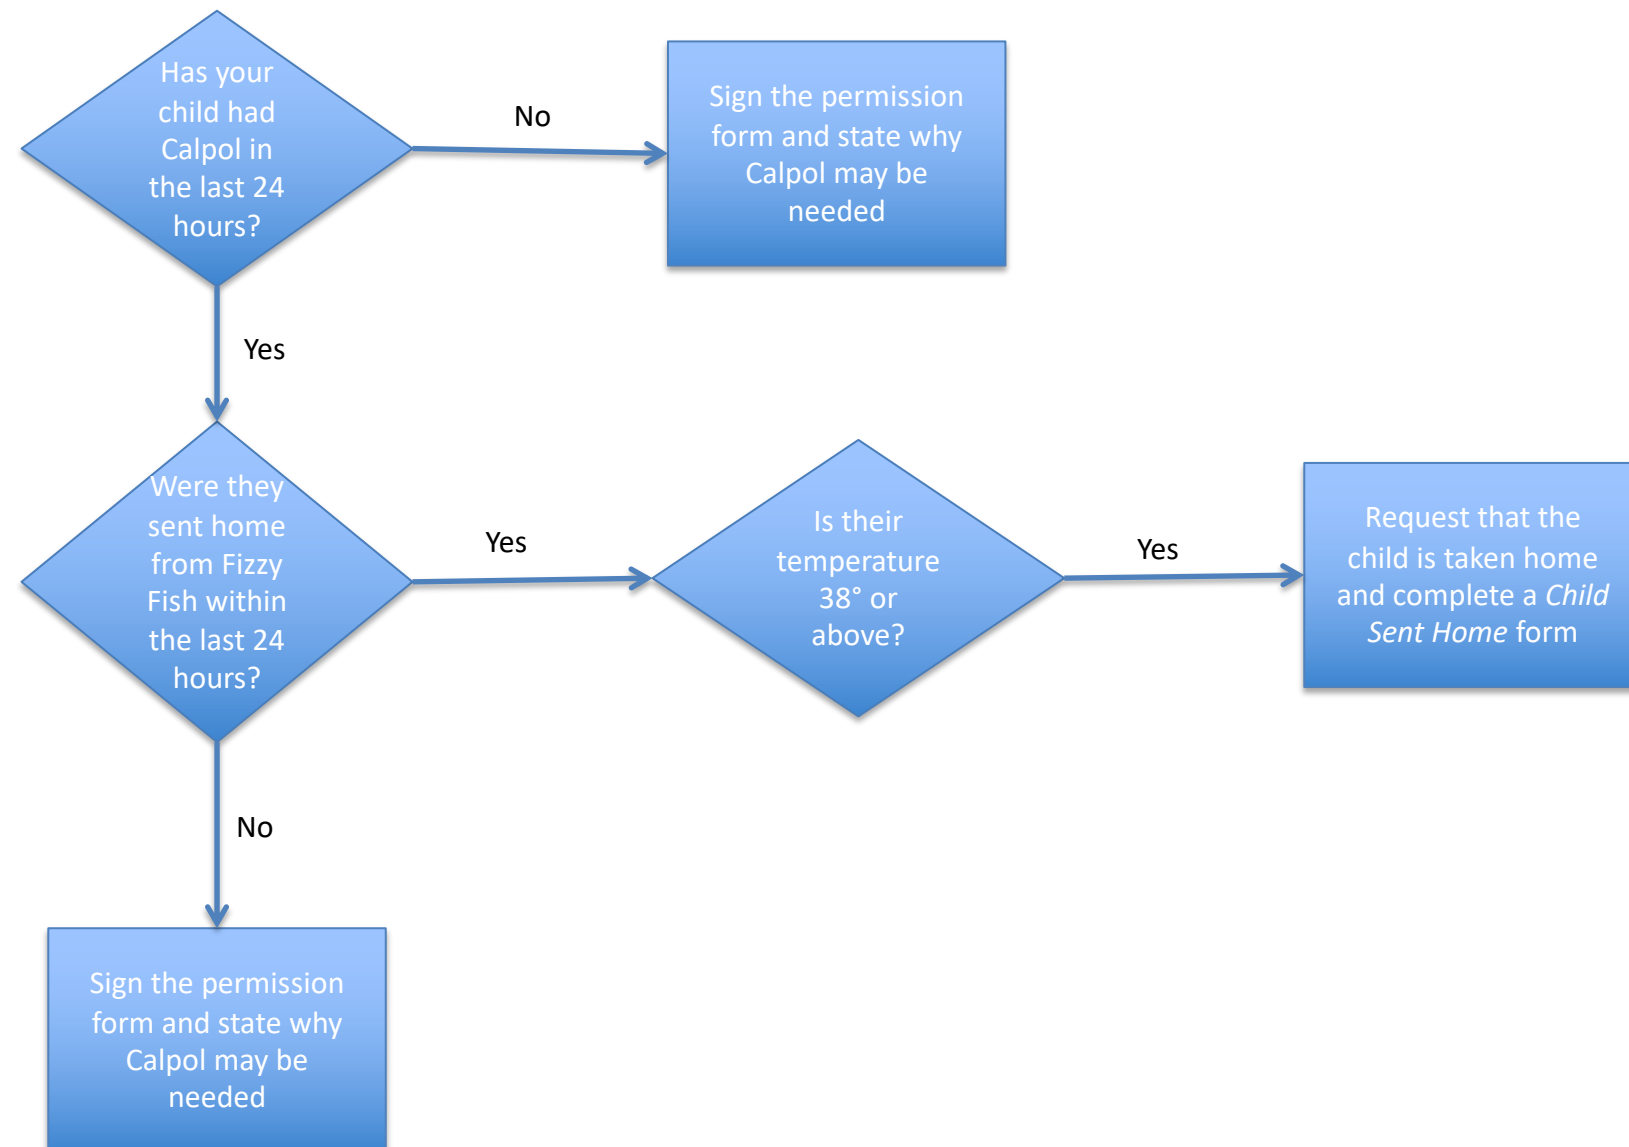 Has your
child had
Calpol in
the last 24
hours?
No
Sign the permission
form and state why
Calpol may be
needed
Yes
Were they
sent home
from Fizzy
Fish within
the last 24
hours?
Yes
Is their
temperature
38° or
above?
Yes
Request that the
child is taken home
and complete a Child
Sent Home form
No
Sign the permission
form and state why
Calpol may be
needed